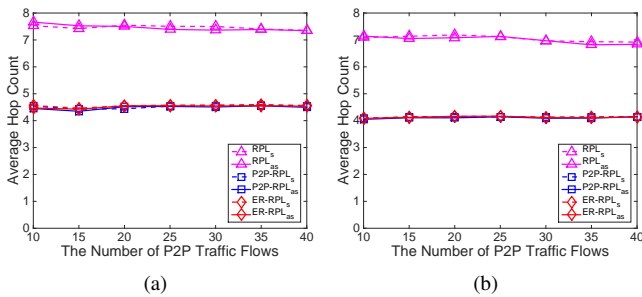 8
7
6
5
4
3
2
1
0
10 15 20 25 30 35 40
Average Hop Count
The Number of P2P Traffic Flows
RPLs
RPLas
P2P-RPLs
P2P-RPLas
ER-RPLs
ER-RPLas
(a)
8
7
6
5
4
3
2
1
0
10 15 20 25 30 35 40
Average Hop Count
The Number of P2P Traffic Flows
RPLs
RPLas
P2P-RPLs
P2P-RPLas
ER-RPLs
ER-RPLas
(b)